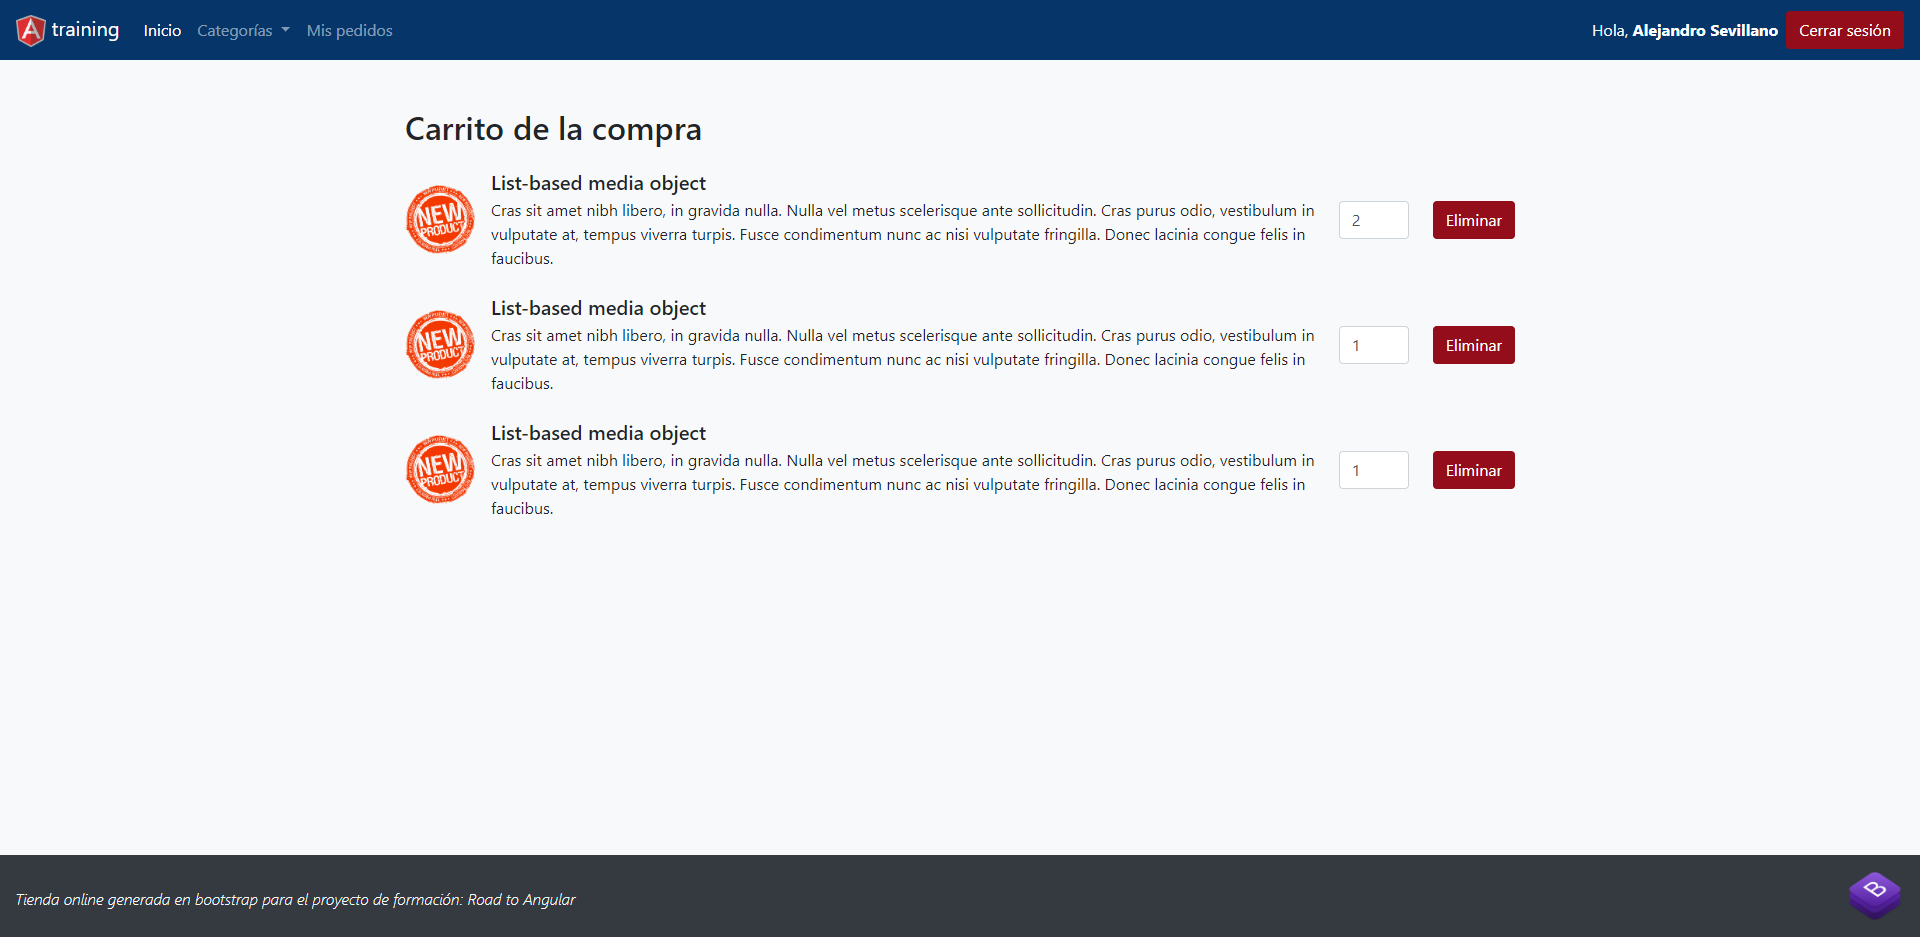 training Inicio Categorías Mis pedidos Hola, Alejandro Sevillano Cerrar sesión
Carrito de la compra
NEW PRODUCT
List-based media object
Cras sit amet nibh libero, in gravida nulla. Nulla vel metus scelerisque ante sollicitudin. Cras purus odio, vestibulum in
vulputate at, tempus viverra turpis. Fusce condimentum nunc ac nisi vulputate fringilla. Donec lacinia congue felis in
faucibus.
2 Eliminar
NEW PRODUCT
List-based media object
Cras sit amet nibh libero, in gravida nulla. Nulla vel metus scelerisque ante sollicitudin. Cras purus odio, vestibulum in
vulputate at, tempus viverra turpis. Fusce condimentum nunc ac nisi vulputate fringilla. Donec lacinia congue felis in
faucibus.
1 Eliminar
NEW PRODUCT
List-based media object
Cras sit amet nibh libero, in gravida nulla. Nulla vel metus scelerisque ante sollicitudin. Cras purus odio, vestibulum in
vulputate at, tempus viverra turpis. Fusce condimentum nunc ac nisi vulputate fringilla. Donec lacinia congue felis in
faucibus.
1 Eliminar
Tienda online generada en bootstrap para el proyecto de formación: Road to Angular
B